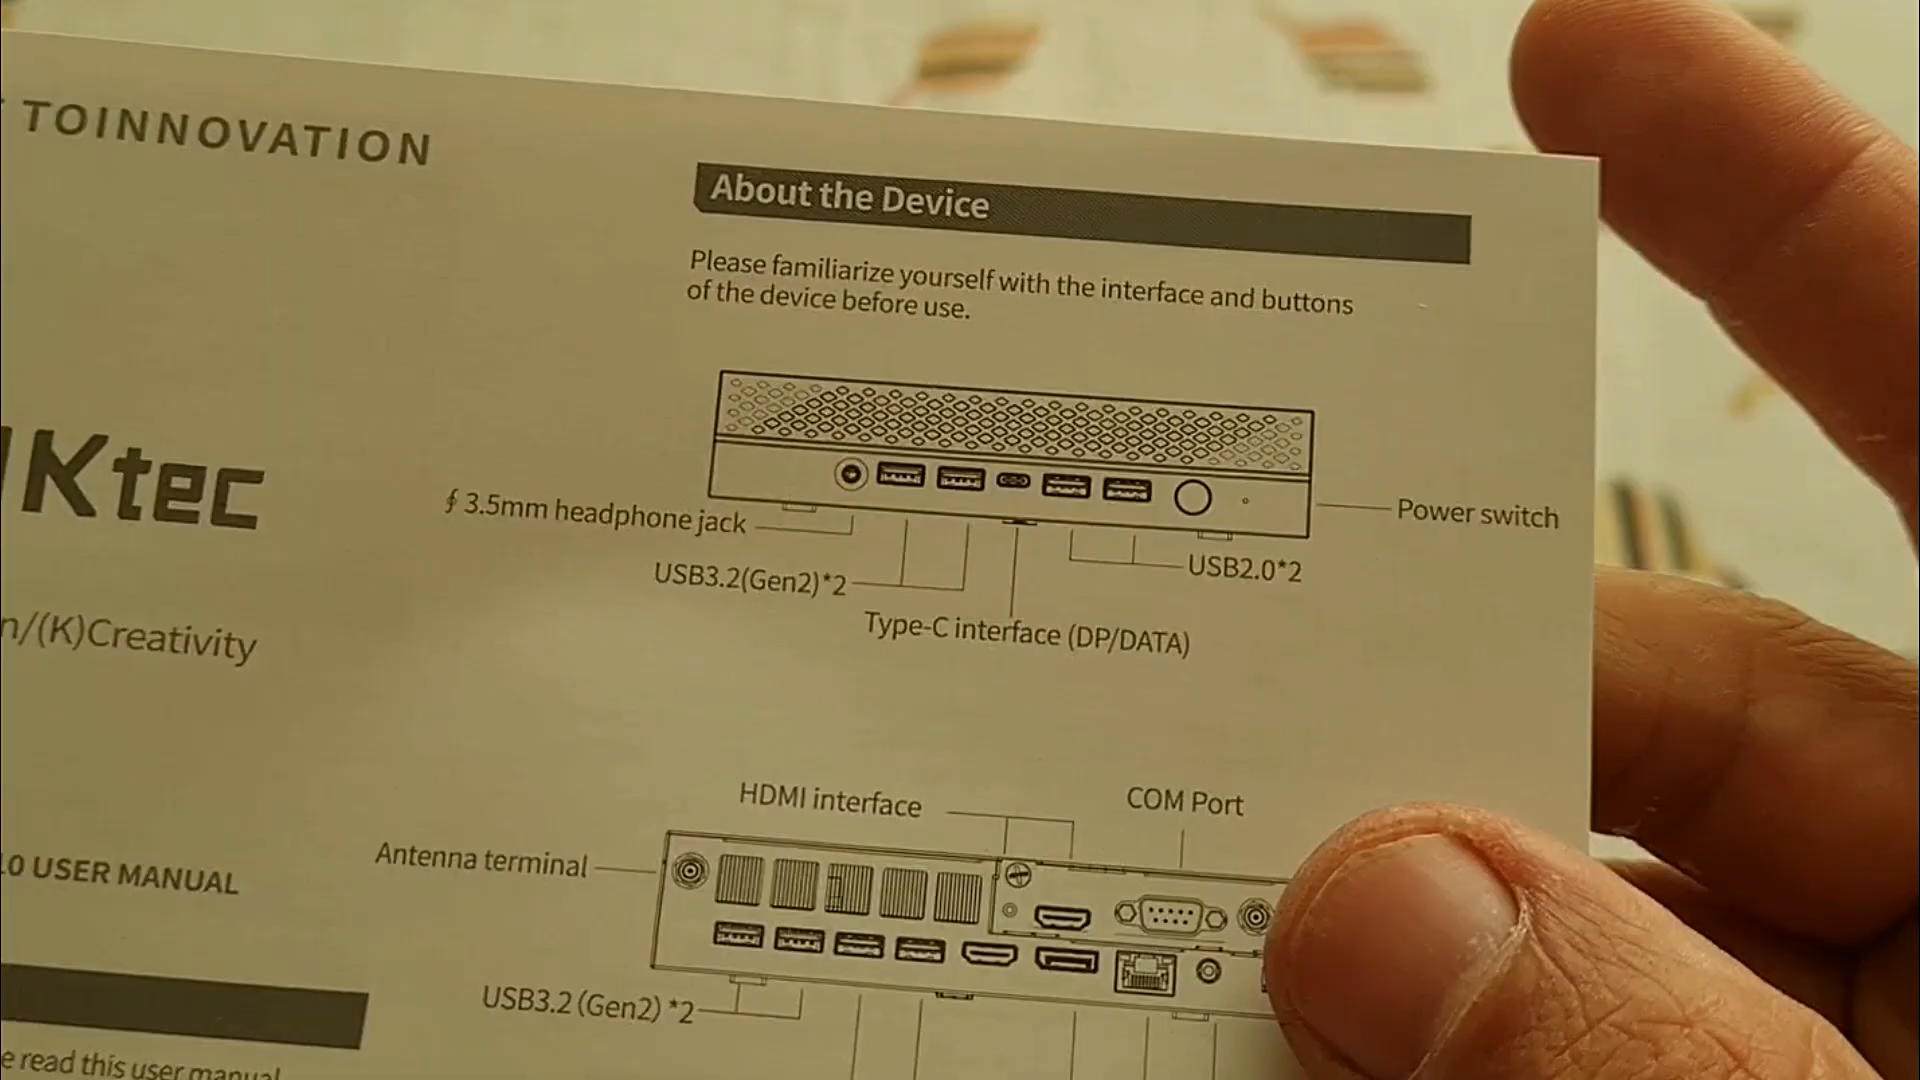 TOINNOVATION
Ktec
n/(K)Creativity
.0 USER MANUAL
e read this user manual
About the Device
Please familiarize yourself with the interface and buttons
of the device before use.
∮ 3.5mm headphone jack
Power switch
USB3.2(Gen2)*2
USB2.0*2
Type-C interface (DP/DATA)
HDMI interface
COM Port
Antenna terminal
USB3.2 (Gen2) *2